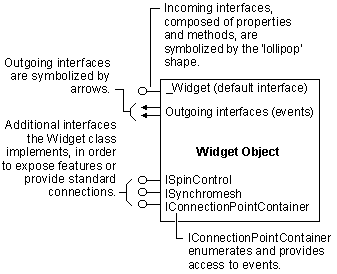 Incoming interfaces,
composed of properties
and methods, are
symbolized by the 'lollipop'
shape.
Outgoing interfaces
are symbolized by
arrows.
_Widget (default interface)
Outgoing interfaces (events)
Additional interfaces
the Widget class
implements, in order
to expose features or
provide standard
connections.
Widget Object
ISpinControl
ISynchromesh
IConnectionPointContainer
IConnectionPointContainer
enumerates and provides
access to events.